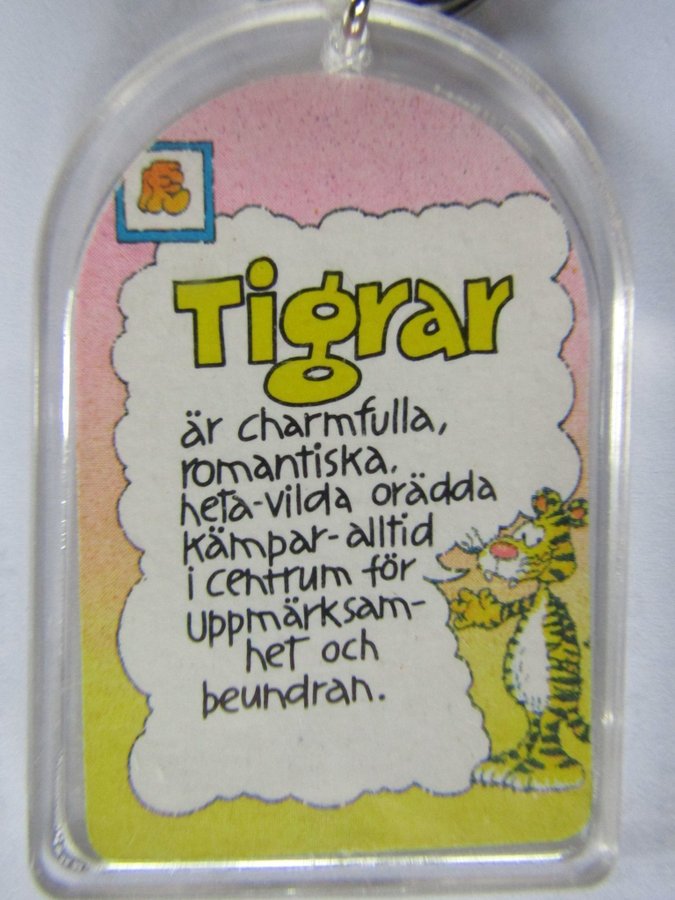 Tigrar
är charmfulla,
romantiska.
heta-vilda orädda
kämpar-alltid
i centrum för
uppmärksam-
het och
beundran.